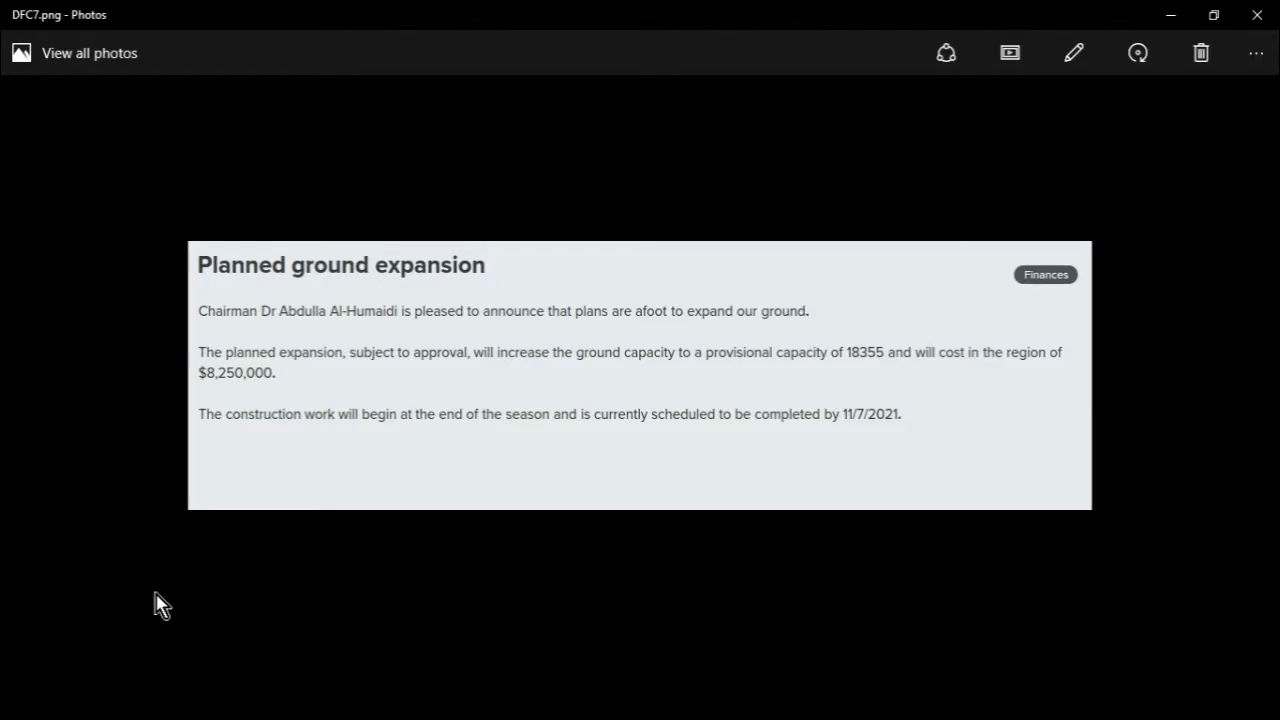 DFC7.png - Photos
View all photos
Planned ground expansion
Finances
Chairman Dr Abdulla Al-Humaidi is pleased to announce that plans are afoot to expand our ground.
The planned expansion, subject to approval, will increase the ground capacity to a provisional capacity of 18355 and will cost in the region of
$8,250,000.
The construction work will begin at the end of the season and is currently scheduled to be completed by 11/7/2021.